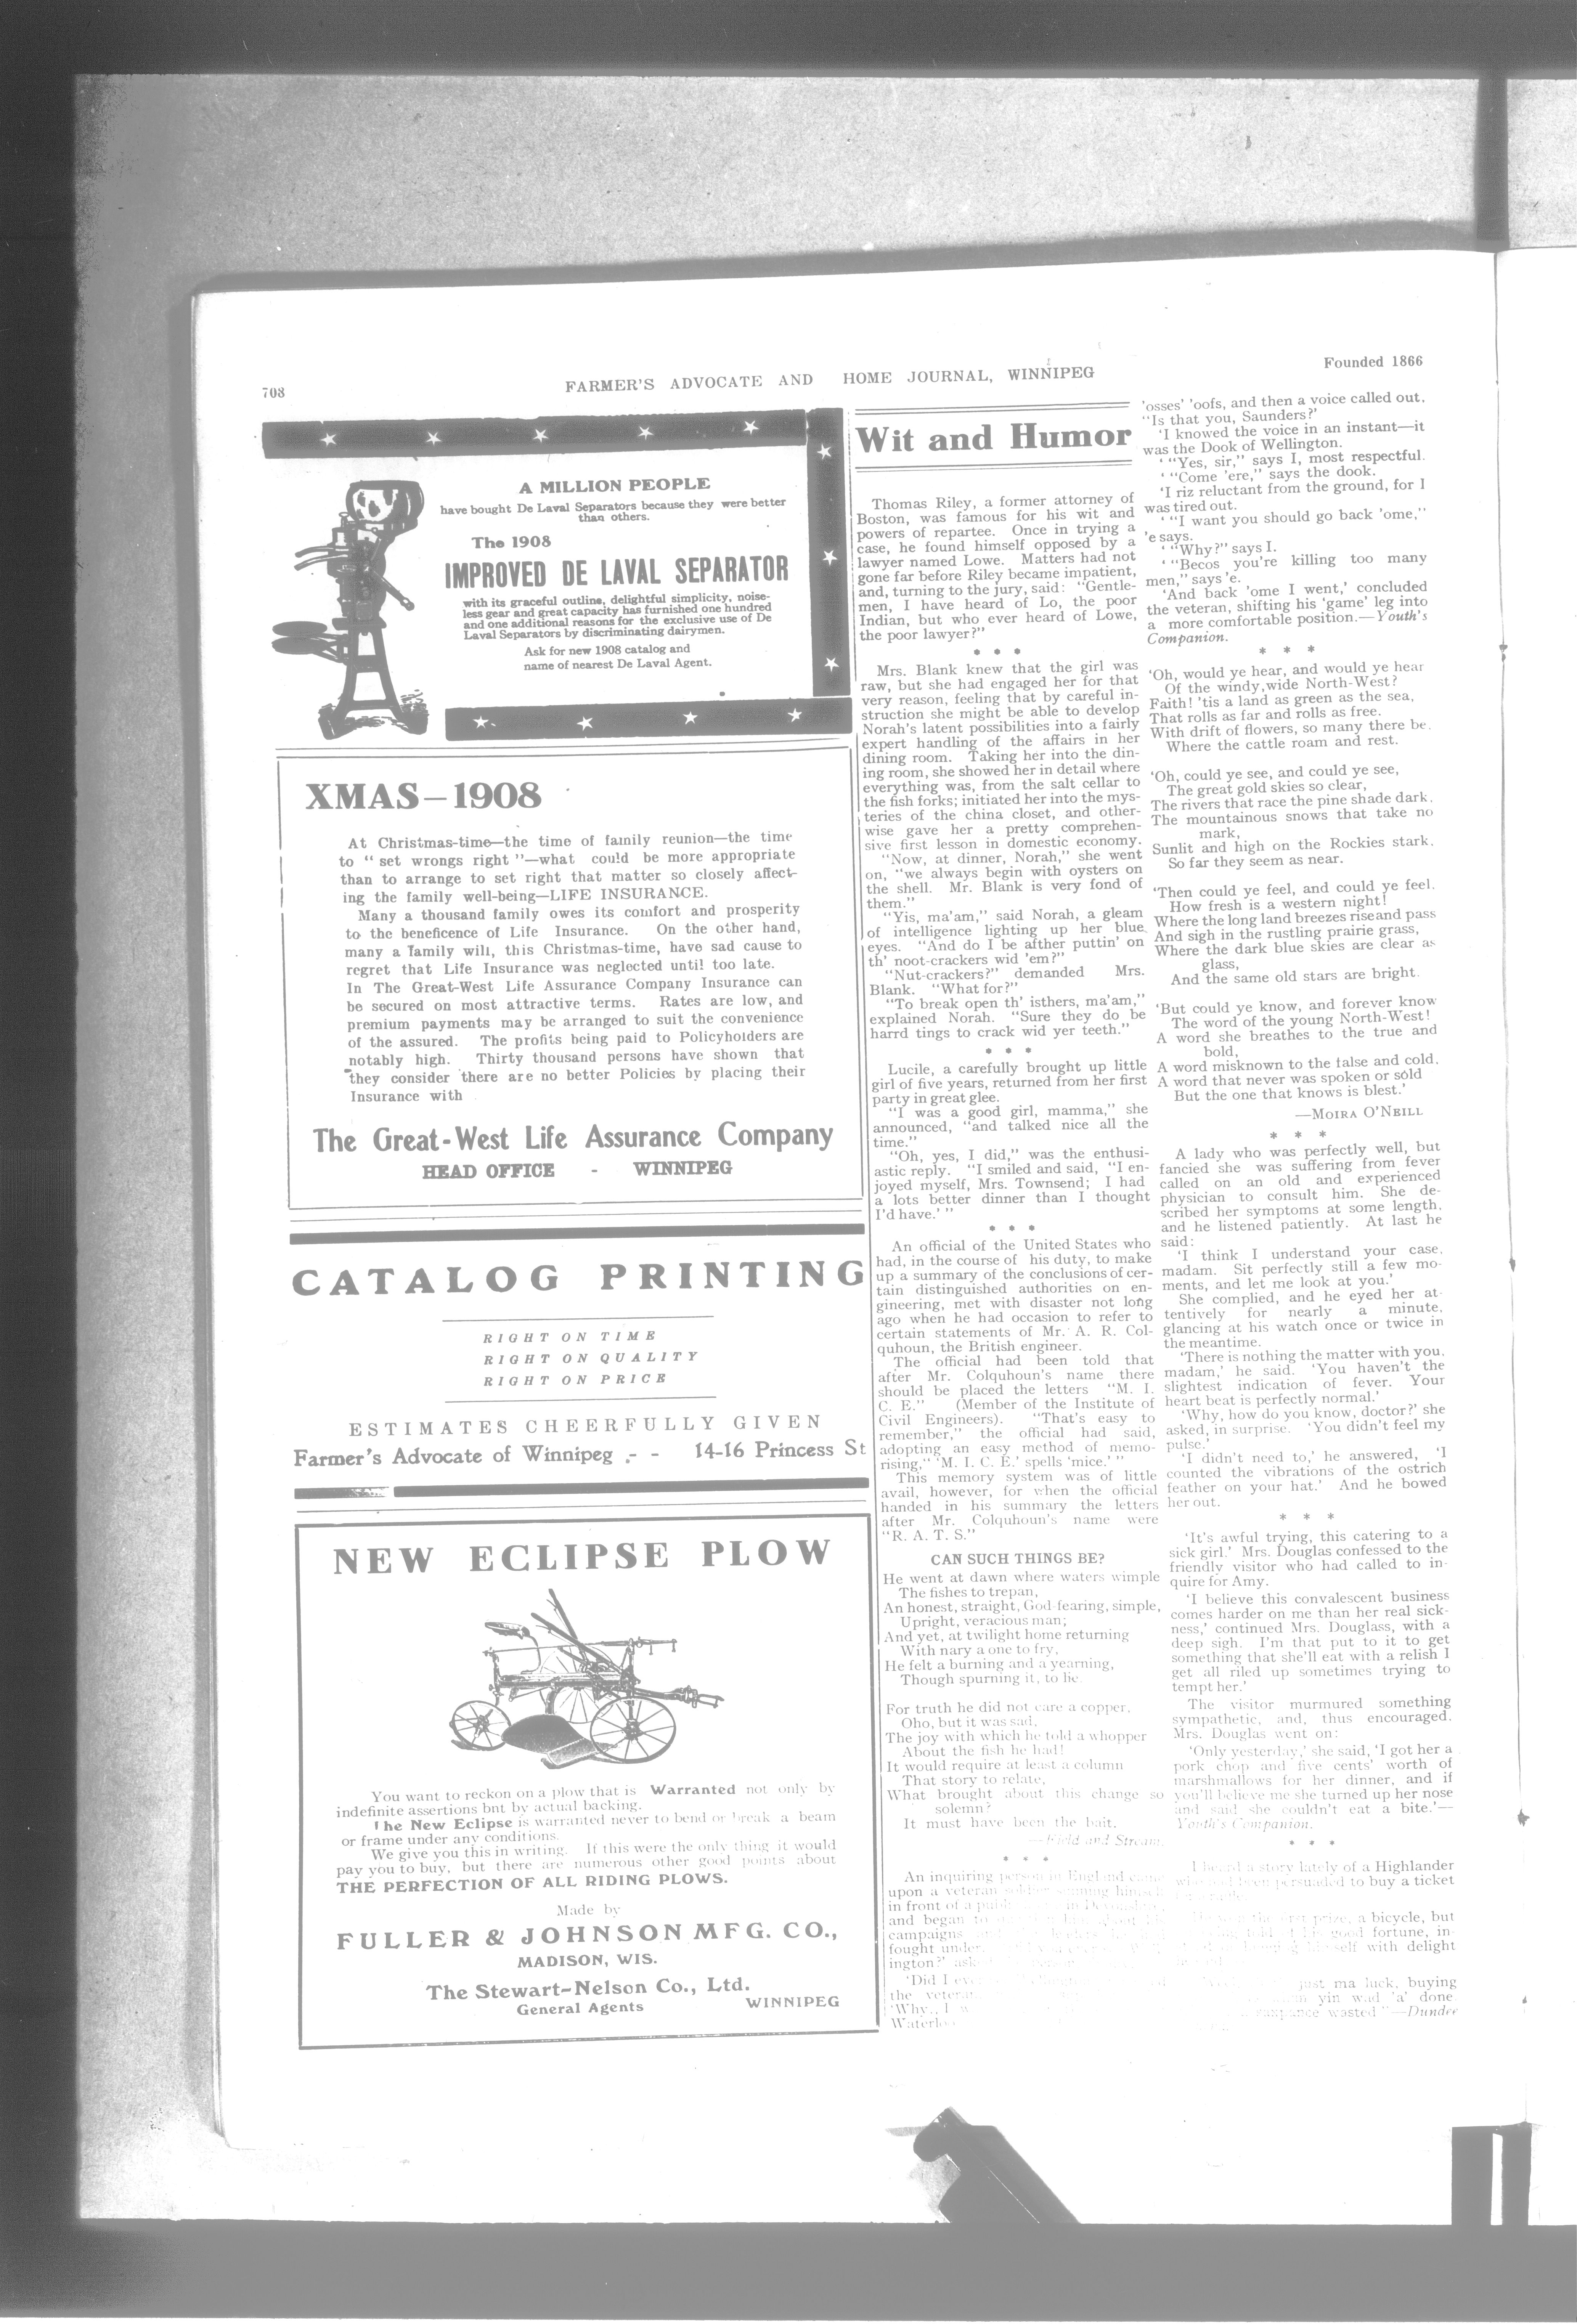 708
FARMER'S ADVOCATE AND HOME JOURNAL, WINNIPEG
Founded 1866
A MILLION PEOPLE
have bought De Laval Separators because they were better
than others.
The 1908
IMPROVED DE LAVAL SEPARATOR
with its graceful outline, delightful simplicity, noise-
less gear and great capacity has furnished one hundred
and one additional reasons for the exclusive use of De
Laval Separators by discriminating dairymen.
Ask for new 1908 catalog and
name of nearest De Laval Agent.
XMAS—1908
At Christmas-time—the time of family reunion—the time
to "set wrongs right"—what could be more appropriate
than to arrange to set right that matter so closely affect-
ing the family well-being—LIFE INSURANCE.
Many a thousand family owes its comfort and prosperity
to the beneficence of Life Insurance. On the other hand,
many a family will, this Christmas-time, have sad cause to
regret that Life Insurance was neglected until too late.
In The Great-West Life Assurance Company Insurance can
be secured on most attractive terms. Rates are low, and
premium payments may be arranged to suit the convenience
of the assured. The profits being paid to Policyholders are
notably high. Thirty thousand persons have shown that
they consider there are no better Policies by placing their
Insurance with
The Great-West Life Assurance Company
HEAD OFFICE - WINNIPEG
CATALOG PRINTING
RIGHT ON TIME
RIGHT ON QUALITY
RIGHT ON PRICE
ESTIMATES CHEERFULLY GIVEN
Farmer's Advocate of Winnipeg - - 14-16 Princess St
NEW ECLIPSE PLOW
You want to reckon on a plow that is Warranted not only by
indefinite assertions bnt by actual backing.
The New Eclipse is warranted never to bend or break a beam
or frame under any conditions.
We give you this in writing. If this were the only thing it would
pay you to buy, but there are numerous other good points about
THE PERFECTION OF ALL RIDING PLOWS.
Made by
FULLER & JOHNSON MFG. CO.,
MADISON, WIS.
The Stewart-Nelson Co., Ltd.
General Agents WINNIPEG
Wit and Humor
Thomas Riley, a former attorney of
Boston, was famous for his wit and
powers of repartee. Once in trying a
case, he found himself opposed by a
lawyer named Lowe. Matters had not
gone far before Riley became impatient,
and, turning to the jury, said: "Gentle-
men, I have heard of Lo, the poor
Indian, but who ever heard of Lowe,
the poor lawyer?"
* * *
Mrs. Blank knew that the girl was
raw, but she had engaged her for that
very reason, feeling that by careful in-
struction she might be able to develop
Norah's latent possibilities into a fairly
expert handling of the affairs in her
dining room. Taking her into the din-
ing room, she showed her in detail where
everything was, from the salt cellar to
the fish forks; initiated her into the mys-
teries of the china closet, and other-
wise gave her a pretty comprehen-
sive first lesson in domestic economy.
"Now, at dinner, Norah," she went
on, "we always begin with oysters on
the shell. Mr. Blank is very fond of
them."
"Yis, ma'am," said Norah, a gleam
of intelligence lighting up her blue
eyes. "And do I be afther puttin' on
th' noot-crackers wid 'em?"
"Nut-crackers?" demanded Mrs.
Blank. "What for?"
"To break open th' isthers, ma'am,"
explained Norah. "Sure they do be
harrd tings to crack wid yer teeth."
* * *
Lucile, a carefully brought up little
girl of five years, returned from her first
party in great glee.
"I was a good girl, mamma," she
announced, "and talked nice all the
time."
"Oh, yes, I did," was the enthusi-
astic reply. "I smiled and said, "I en-
joyed myself, Mrs. Townsend; I had
a lots better dinner than I thought
I'd have.' "
* * *
An official of the United States who
had, in the course of his duty, to make
up a summary of the conclusions of cer-
tain distinguished authorities on en-
gineering, met with disaster not long
ago when he had occasion to refer to
certain statements of Mr. A. R. Col-
quhoun, the British engineer.
The official had been told that
after Mr. Colquhoun's name there
should be placed the letters "M. I.
C. E." (Member of the Institute of
Civil Engineers). "That's easy to
remember," the official had said,
adopting an easy method of memo-
rising," 'M. I. C. E.' spells 'mice.' "
This memory system was of little
avail, however, for when the official
handed in his summary the letters
after Mr. Colquhoun's name were
"R. A. T. S."
CAN SUCH THINGS BE?
He went at dawn where waters wimple
The fishes to trepan,
An honest, straight, God-fearing, simple,
Upright, veracious man;
And yet, at twilight home returning
With nary a one to fry,
He felt a burning and a yearning,
Though spurning it, to lie.
For truth he did not care a copper,
Oho, but it was sad,
The joy with which he told a whopper
About the fish he had!
It would require at least a column
That story to relate,
What brought about this change so
solemn?
It must have been the bait.
—Field and Stream.
* * *
An inquiring person in England came
upon a veteran soldier sunning himself
in front of a public
and began to
campaigns
fought under.
ington?' ask
'Did I eve
the veteran
'Why, I w
Waterloo
'osses' 'oofs, and then a voice called out.
"Is that you, Saunders?'
'I knowed the voice in an instant—it
was the Dook of Wellington.
' "Yes, sir," says I, most respectful.
' "Come 'ere," says the dook.
'I riz reluctant from the ground, for I
was tired out.
' "I want you should go back 'ome,"
'e says.
' "Why?" says I.
' "Becos you're killing too many
men," says 'e.
'And back 'ome I went,' concluded
the veteran, shifting his 'game' leg into
a more comfortable position.—Youth's
Companion.
* * *
'Oh, would ye hear, and would ye hear
Of the windy, wide North-West?
Faith! 'tis a land as green as the sea,
That rolls as far and rolls as free.
With drift of flowers, so many there be,
Where the cattle roam and rest.
'Oh, could ye see, and could ye see,
The great gold skies so clear,
The rivers that race the pine shade dark,
The mountainous snows that take no
mark,
Sunlit and high on the Rockies stark,
So far they seem as near.
'Then could ye feel, and could ye feel.
How fresh is a western night!
Where the long land breezes rise and pass
And sigh in the rustling prairie grass,
Where the dark blue skies are clear as
glass,
And the same old stars are bright.
'But could ye know, and forever know
The word of the young North-West!
A word she breathes to the true and
bold,
A word misknown to the false and cold.
A word that never was spoken or sold
But the one that knows is blest.'
—MOIRA O'NEILL
* * *
A lady who was perfectly well, but
fancied she was suffering from fever
called on an old and experienced
physician to consult him. She de-
scribed her symptoms at some length,
and he listened patiently. At last he
said:
'I think I understand your case,
madam. Sit perfectly still a few mo-
ments, and let me look at you.'
She complied, and he eyed her at-
tentively for nearly a minute,
glancing at his watch once or twice in
the meantime.
'There is nothing the matter with you,
madam,' he said. 'You haven't the
slightest indication of fever. Your
heart beat is perfectly normal.'
'Why, how do you know, doctor?' she
asked, in surprise. 'You didn't feel my
pulse.'
'I didn't need to,' he answered, 'I
counted the vibrations of the ostrich
feather on your hat.' And he bowed
her out.
* * *
'It's awful trying, this catering to a
sick girl.' Mrs. Douglas confessed to the
friendly visitor who had called to in-
quire for Amy.
'I believe this convalescent business
comes harder on me than her real sick-
ness,' continued Mrs. Douglass, with a
deep sigh. I'm that put to it to get
something that she'll eat with a relish I
get all riled up sometimes trying to
tempt her.'
The visitor murmured something
sympathetic, and, thus encouraged,
Mrs. Douglas went on:
'Only yesterday,' she said, 'I got her a
pork chop and five cents' worth of
marshmallows for her dinner, and if
you'll believe me she turned up her nose
and said she couldn't eat a bite.'—
Youth's Companion.
* * *
I heard a story lately of a Highlander
who had been persuaded to buy a ticket
first prize, a bicycle, but
told of his good fortune, in-
self with delight
just ma luck, buying
yin wad 'a' done
wasted "—Dundee